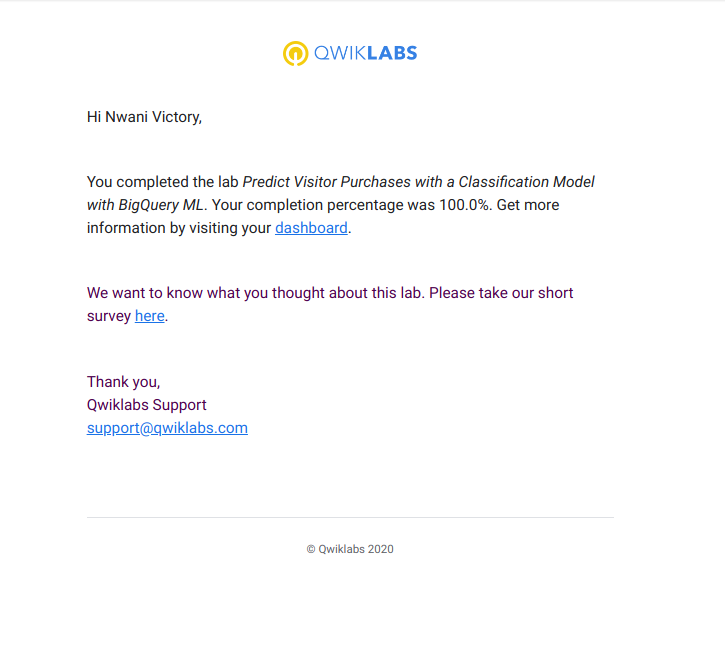 QWIKLABS
Hi Nwani Victory,
You completed the lab Predict Visitor Purchases with a Classification Model
with BigQuery ML. Your completion percentage was 100.0%. Get more
information by visiting your dashboard.
We want to know what you thought about this lab. Please take our short
survey here.
Thank you,
Qwiklabs Support
support@qwiklabs.com
© Qwiklabs 2020